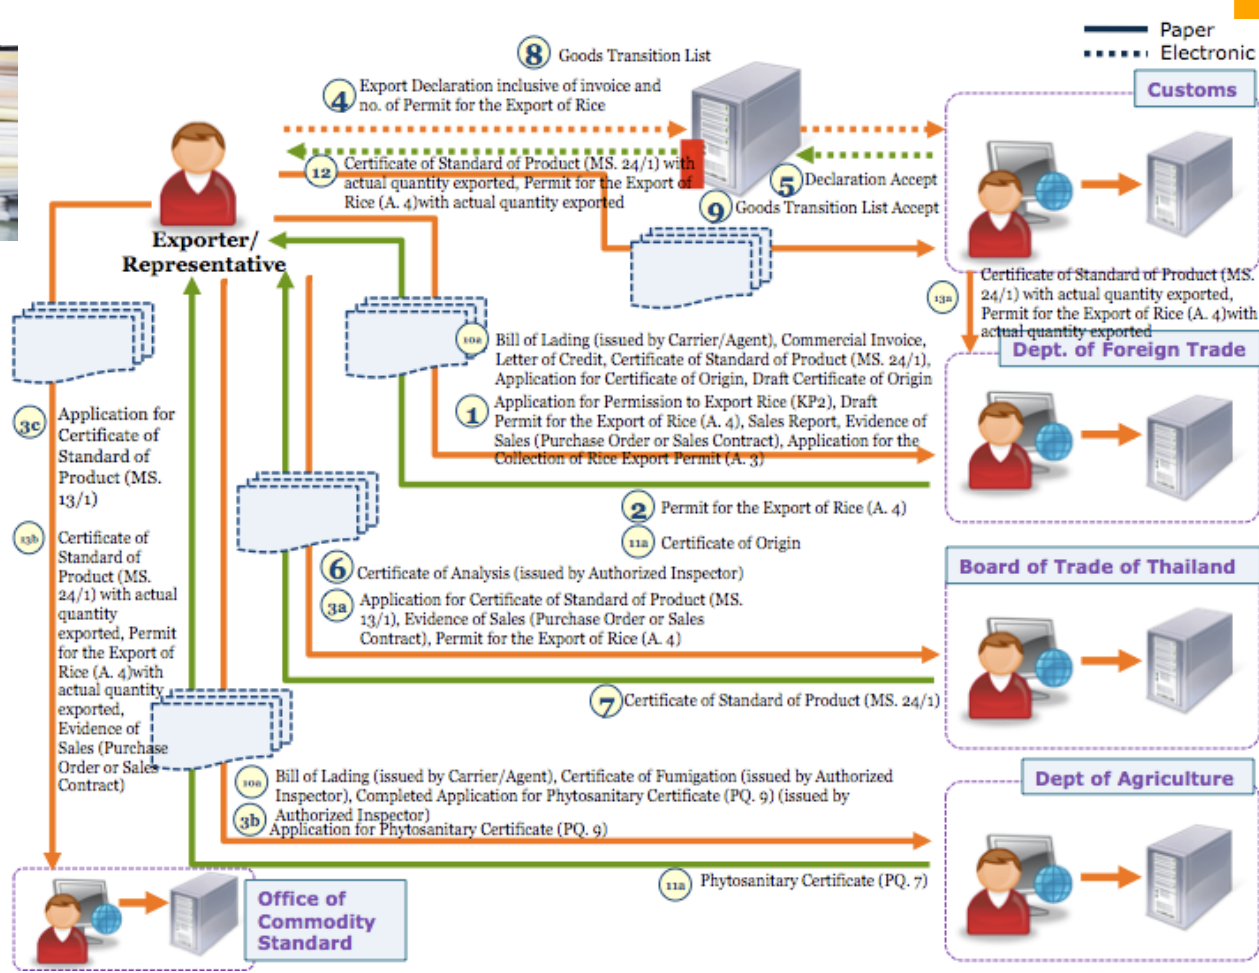 Paper
Electronic
8 Goods Transition List
4 Export Declaration inclusive of invoice and
no. of Permit for the Export of Rice
Customs
12 Certificate of Standard of Product (MS. 24/1) with
actual quantity exported, Permit for the Export of
Rice (A. 4)with actual quantity exported
5 Declaration Accept
9 Goods Transition List Accept
Exporter/
Representative
13a Certificate of Standard of Product (MS.
24/1) with actual quantity exported,
Permit for the Export of Rice (A. 4)with
actual quantity exported
Dept. of Foreign Trade
10a Bill of Lading (issued by Carrier/Agent), Commercial Invoice,
Letter of Credit, Certificate of Standard of Product (MS. 24/1),
Application for Certificate of Origin, Draft Certificate of Origin
1 Application for Permission to Export Rice (KP2), Draft
Permit for the Export of Rice (A. 4), Sales Report, Evidence of
Sales (Purchase Order or Sales Contract), Application for the
Collection of Rice Export Permit (A. 3)
2 Permit for the Export of Rice (A. 4)
11a Certificate of Origin
3c Application for
Certificate of
Standard of
Product (MS.
13/1)
13b Certificate of
Standard of
Product (MS.
24/1) with actual
quantity
exported, Permit
for the Export of
Rice (A. 4)with
actual quantity
exported,
Evidence of
Sales (Purchase
Order or Sales
Contract)
6 Certificate of Analysis (issued by Authorized Inspector)
3a Application for Certificate of Standard of Product (MS.
13/1), Evidence of Sales (Purchase Order or Sales
Contract), Permit for the Export of Rice (A. 4)
Board of Trade of Thailand
7 Certificate of Standard of Product (MS. 24/1)
10a Bill of Lading (issued by Carrier/Agent), Certificate of Fumigation (issued by Authorized
Inspector), Completed Application for Phytosanitary Certificate (PQ. 9) (issued by
Authorized Inspector)
3b Application for Phytosanitary Certificate (PQ. 9)
Dept of Agriculture
11a Phytosanitary Certificate (PQ. 7)
Office of
Commodity
Standard